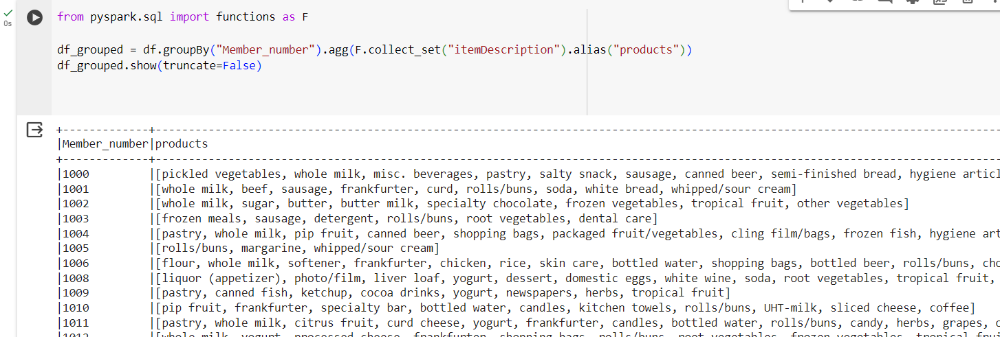 0s
from pyspark.sql import functions as F
df_grouped = df.groupBy("Member_number").agg(F.collect_set("itemDescription").alias("products"))
df_grouped.show(truncate=False)
+-------------+---------------------------------------------------------------
|Member_number|products
+-------------+---------------------------------------------------------------
|1000 |[pickled vegetables, whole milk, misc. beverages, pastry, salty snack, sausage, canned beer, semi-finished bread, hygiene articl
|1001 |[whole milk, beef, sausage, frankfurter, curd, rolls/buns, soda, white bread, whipped/sour cream]
|1002 |[whole milk, sugar, butter, butter milk, specialty chocolate, frozen vegetables, tropical fruit, other vegetables]
|1003 |[frozen meals, sausage, detergent, rolls/buns, root vegetables, dental care]
|1004 |[pastry, whole milk, pip fruit, canned beer, shopping bags, packaged fruit/vegetables, cling film/bags, frozen fish, hygiene art
|1005 |[rolls/buns, margarine, whipped/sour cream]
|1006 |[flour, whole milk, softener, frankfurter, chicken, rice, skin care, bottled water, shopping bags, bottled beer, rolls/buns, cho
|1008 |[liquor (appetizer), photo/film, liver loaf, yogurt, dessert, domestic eggs, white wine, soda, root vegetables, tropical fruit,
|1009 |[pastry, canned fish, ketchup, cocoa drinks, yogurt, newspapers, herbs, tropical fruit]
|1010 |[pip fruit, frankfurter, specialty bar, bottled water, candles, kitchen towels, rolls/buns, UHT-milk, sliced cheese, coffee]
|1011 |[pastry, whole milk, citrus fruit, curd cheese, yogurt, frankfurter, candles, bottled water, rolls/buns, candy, herbs, grapes, c
|1012 |[whole milk, yogurt, processed cheese, frankfurter, shopping bags, rolls/buns, root vegetables, frozen vegetables, tropical frui